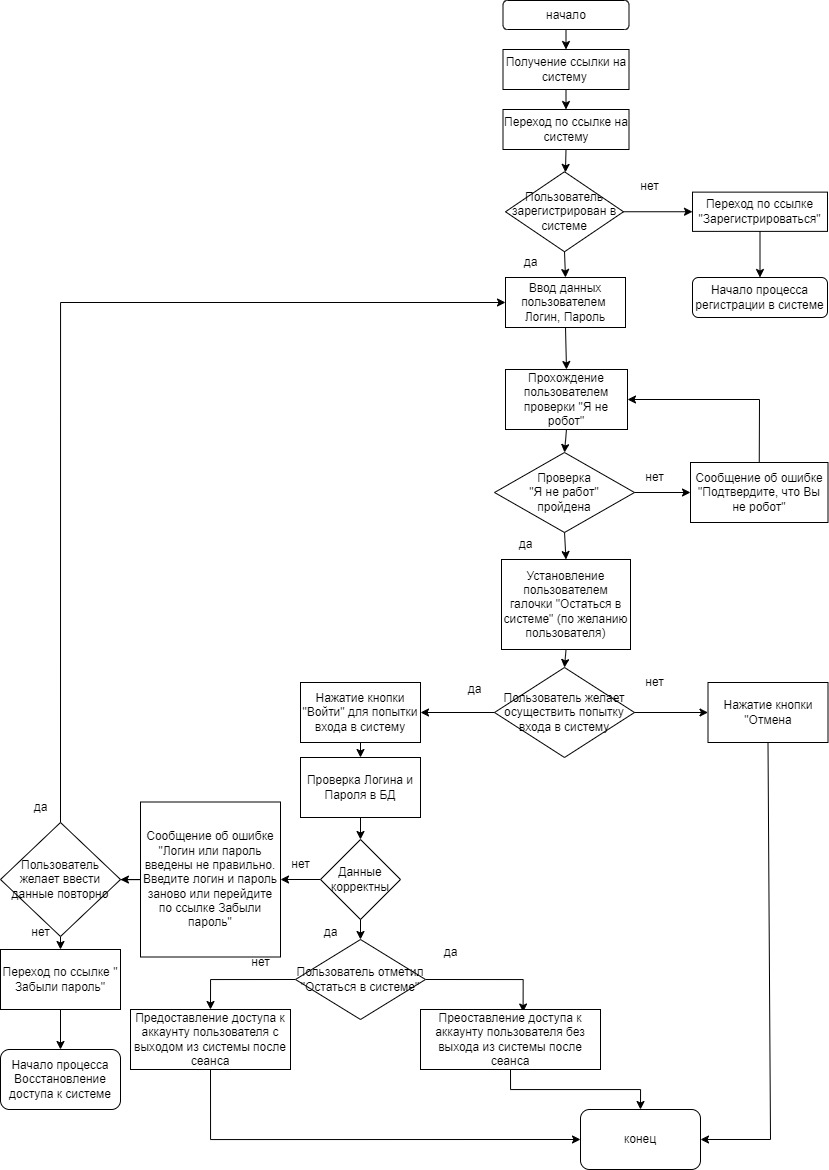 начало
Получение ссылки на
систему
Переход по ссылке на
систему
Пользователь
зарегистрирован в
системе
нет
Переход по ссылке
"Зарегистрироваться"
Начало процесса
регистрации в системе
да
Ввод данных
пользователем
Логин, Пароль
Прохождение
пользователем
проверки "Я не
робот"
Проверка
"Я не работ"
пройдена
нет
Сообщение об ошибке
"Подтвердите, что Вы
не робот"
да
Установление
пользователем
галочки "Остаться в
системе" (по желанию
пользователя)
Пользователь желает
осуществить попытку
входа в систему
да
нет
Нажатие кнопки
"Войти" для попытки
входа в систему
Нажатие кнопки
"Отмена
Проверка Логина и
Пароля в БД
Данные
корректны
нет
Сообщение об ошибке
"Логин или пароль
введены не правильно.
Введите логин и пароль
заново или перейдите
по ссылке Забыли
пароль"
да
Пользователь
желает ввести
данные повторно
нет
Переход по ссылке "
Забыли пароль"
Начало процесса
Восстановление
доступа к системе
да
Пользователь отметил
"Остаться в системе"
нет
да
Предоставление доступа к
аккаунту пользователя с
выходом из системы после
сеанса
Преоставление доступа к
аккаунту пользователя без
выхода из системы после
сеанса
конец